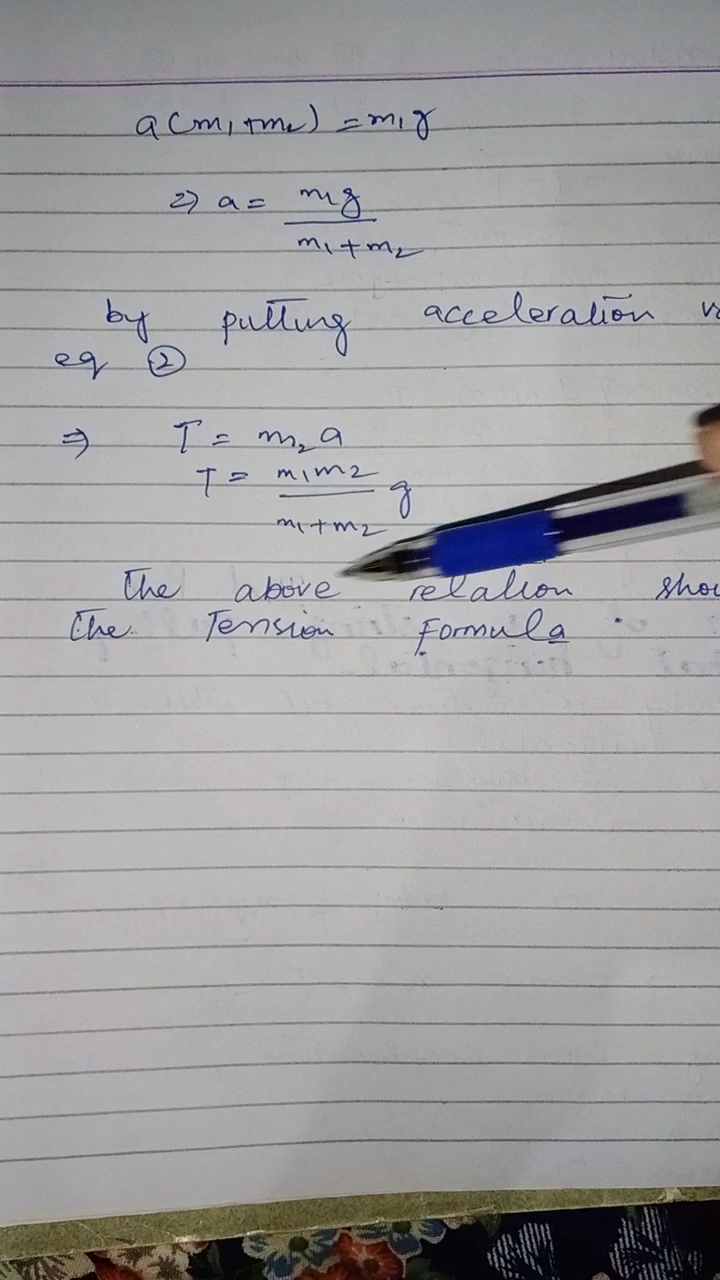 a(m₁+m₂) = m₁g
⇒ a = m₁g / m₁+m₂
by putting acceleration
eq ②
⇒ T = m₂a
T = m₁m₂ / m₁+m₂ g
The above relation
The Tension Formula.